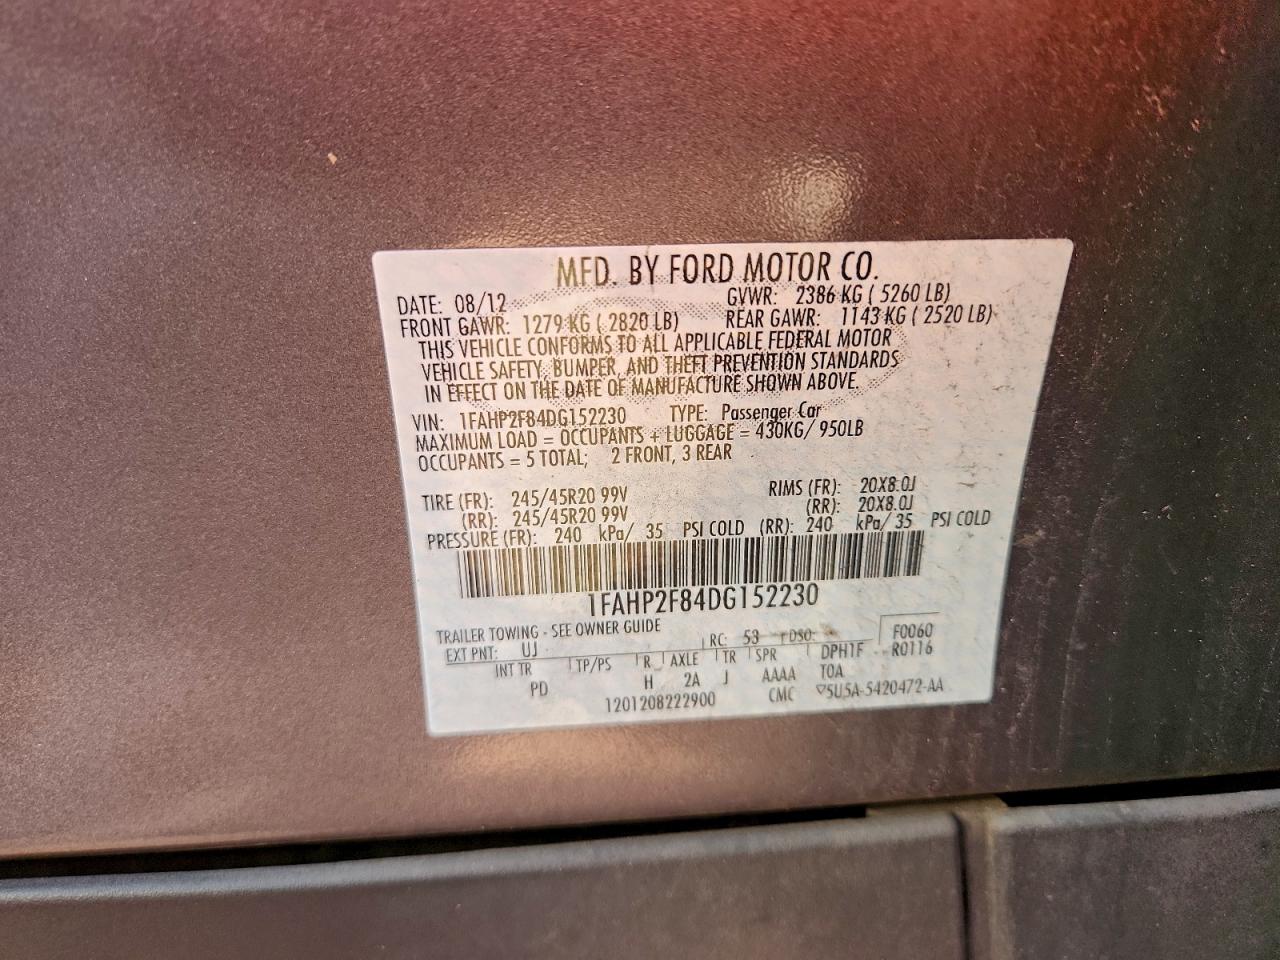 MFD. BY FORD MOTOR CO.
DATE: 08/12 GVWR: 2386 KG ( 5260 LB)
FRONT GAWR: 1279 KG ( 2820 LB) REAR GAWR: 1143 KG ( 2520 LB)
THIS VEHICLE CONFORMS TO ALL APPLICABLE FEDERAL MOTOR
VEHICLE SAFETY, BUMPER, AND THEFT PREVENTION STANDARDS
IN EFFECT ON THE DATE OF MANUFACTURE SHOWN ABOVE.
VIN: 1FAHP2F84DG152230 TYPE: Passenger Car
MAXIMUM LOAD = OCCUPANTS + LUGGAGE = 430KG/ 950LB
OCCUPANTS = 5 TOTAL; 2 FRONT, 3 REAR
TIRE (FR): 245/45R20 99V RIMS (FR): 20X8.0J
(RR): 245/45R20 99V (RR): 20X8.0J
PRESSURE (FR): 240 kPa/ 35 PSI COLD (RR): 240 kPa/ 35 PSI COLD
1FAHP2F84DG152230
TRAILER TOWING - SEE OWNER GUIDE
EXT PNT: UJ RC: 53 DSO: F0060
INT TR TP/PS R AXLE TR SPR DPH1F R0116
PD H 2A J AAAA TOA
1201208222900 CMC 5U5A-5420472-AA